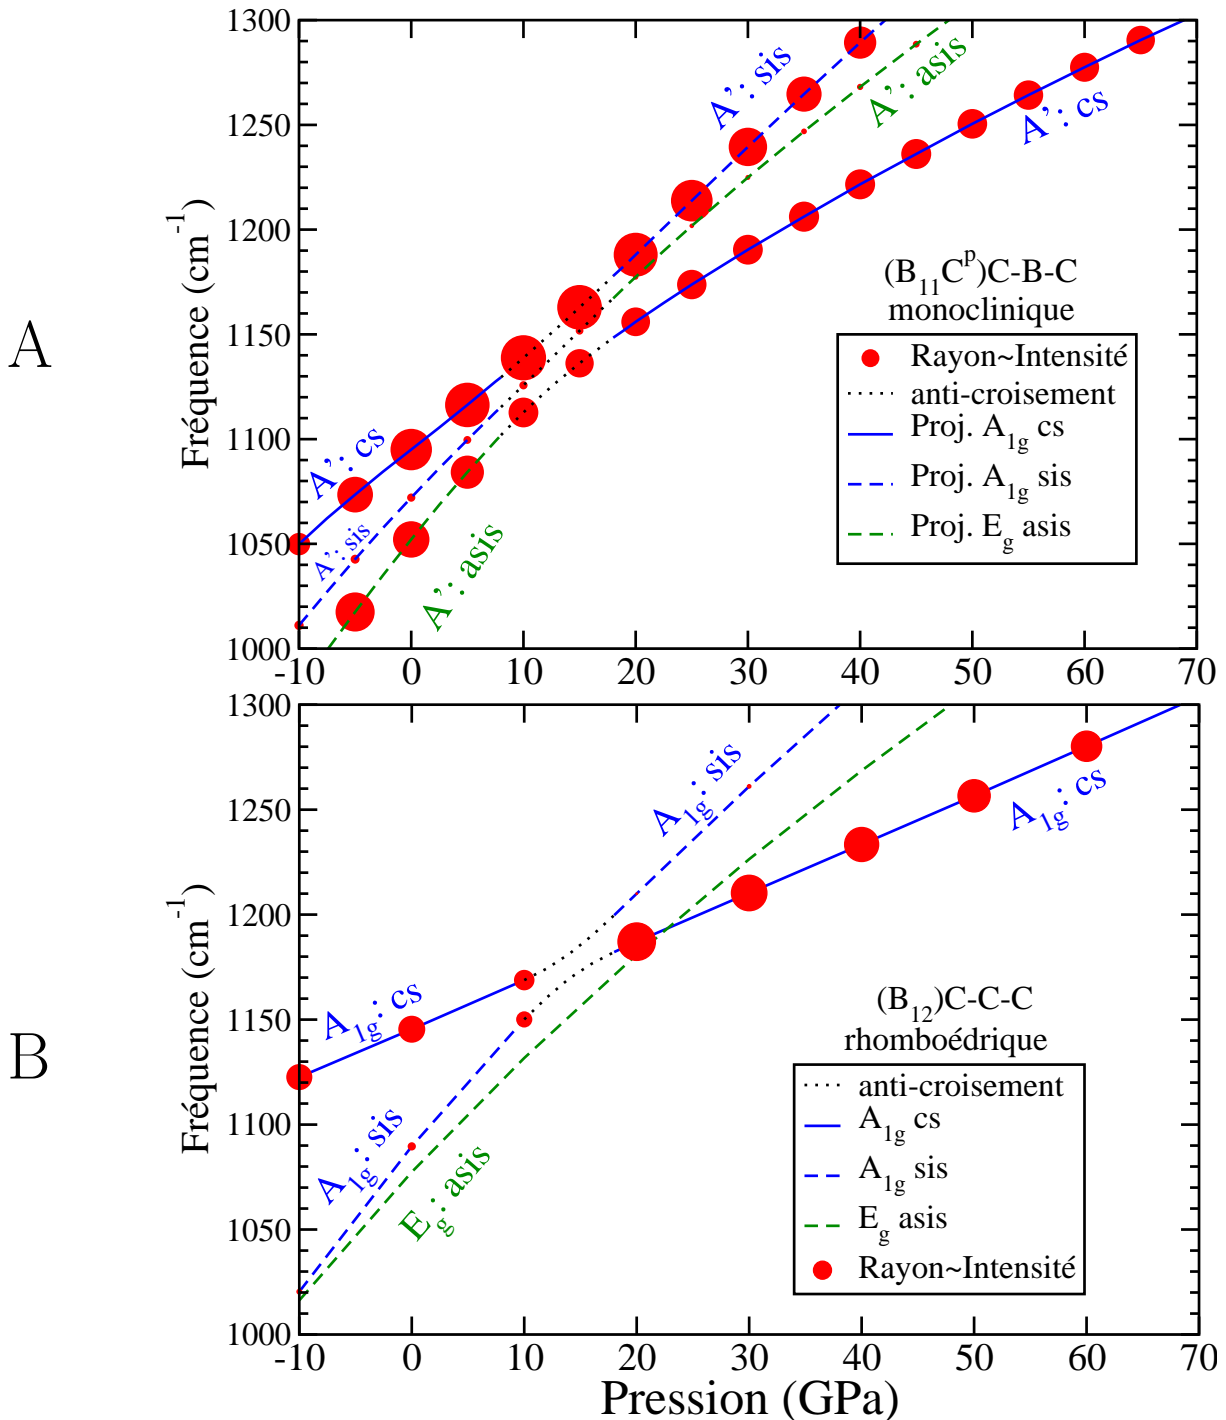 A
Fréquence (cm⁻¹)
1300
1250
1200
1150
1100
1050
1000
A': sis
A': asis
A': cs
A': cs
A': sis
A': asis
(B₁₁Cᵖ)C-B-C
monoclinique
Rayon~Intensité
anti-croisement
Proj. A₁g cs
Proj. A₁g sis
Proj. E_g asis
-10 0 10 20 30 40 50 60 70
B
Fréquence (cm⁻¹)
1300
1250
1200
1150
1100
1050
1000
A₁g: sis
A₁g: cs
A₁g: cs
A₁g: sis
E_g: asis
(B₁₂)C-C-C
rhomboédrique
anti-croisement
A₁g cs
A₁g sis
E_g asis
Rayon~Intensité
-10 0 10 20 30 40 50 60 70
Pression (GPa)